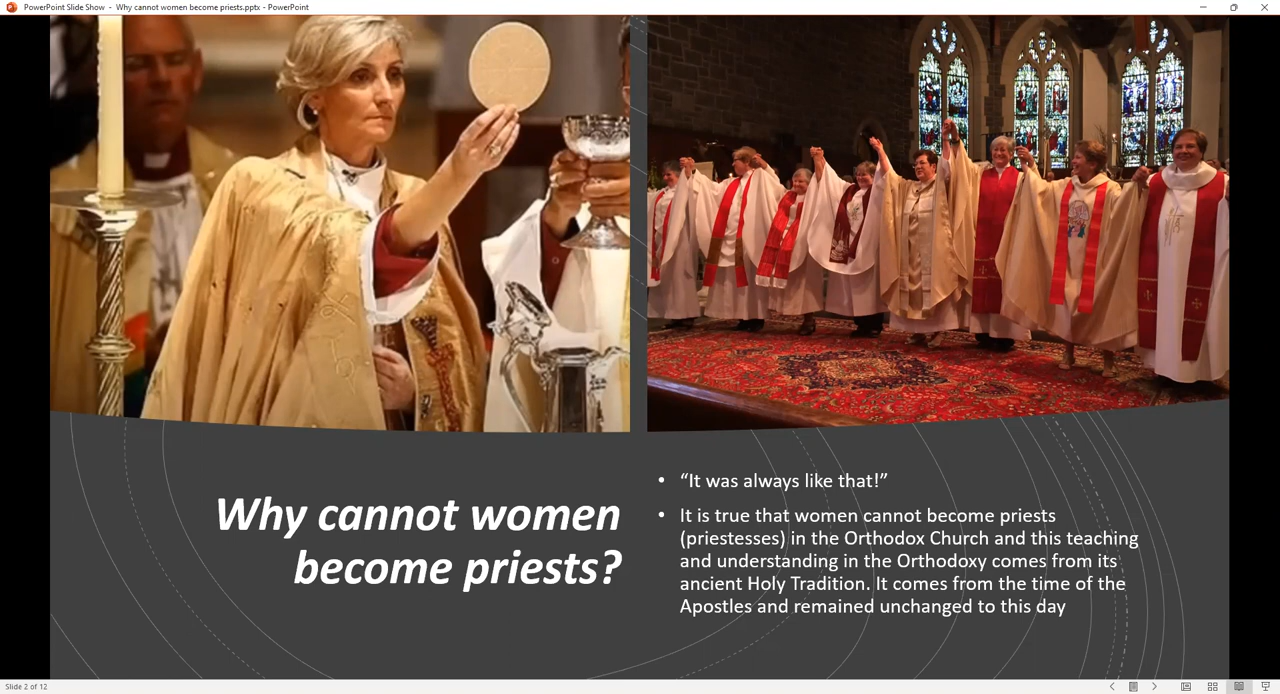 PowerPoint Slide Show - Why cannot women become priests.pptx - PowerPoint
Why cannot women
become priests?
• “It was always like that!”
• It is true that women cannot become priests
(priestesses) in the Orthodox Church and this teaching
and understanding in the Orthodoxy comes from its
ancient Holy Tradition. It comes from the time of the
Apostles and remained unchanged to this day
Slide 2 of 12